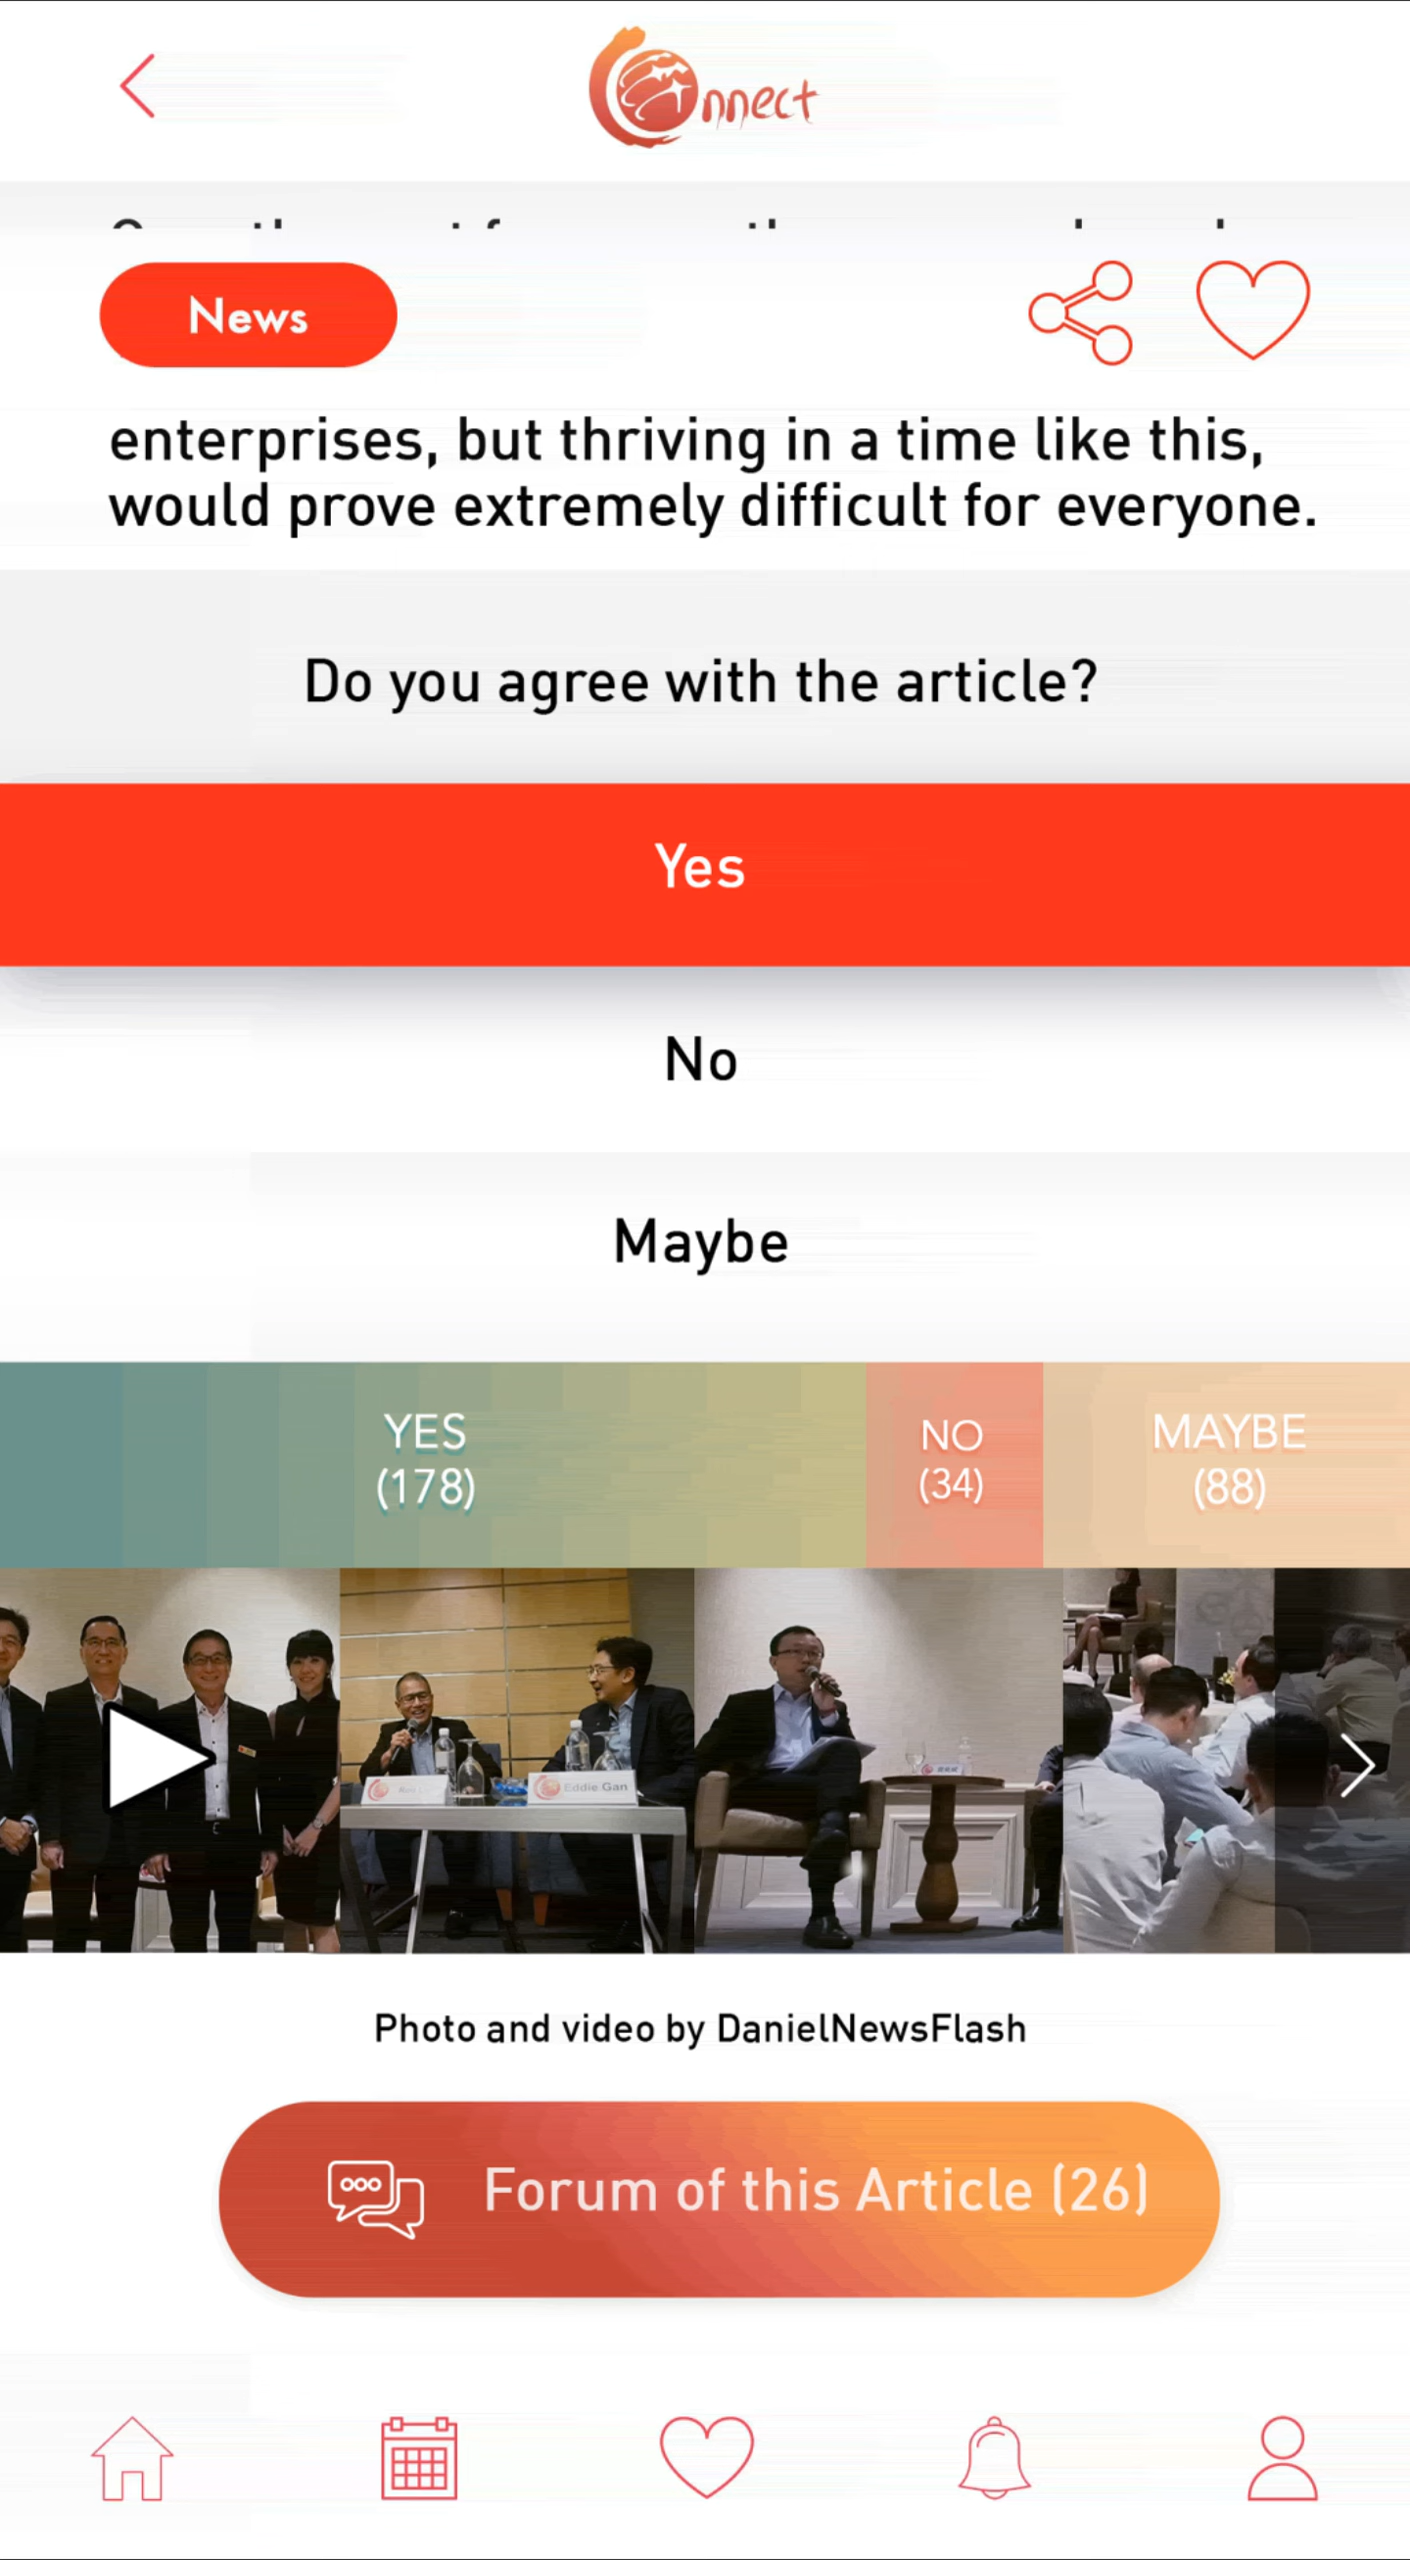 Connect
News
enterprises, but thriving in a time like this,
would prove extremely difficult for everyone.
Do you agree with the article?
Yes
No
Maybe
YES
(178)
NO
(34)
MAYBE
(88)
Eddie Gan
Photo and video by DanielNewsFlash
Forum of this Article (26)